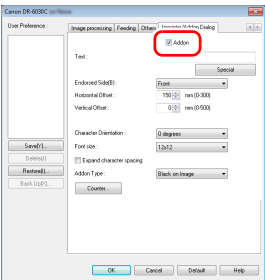 Canon DR-6030C on None
User Preference :
Image processing Feeding Others Imprinter/Addon Dialog
Addon
Text :
Special
Endorsed Side(B) : Front
Horizontal Offset : 150 mm (0-300)
Vertical Offset : 0 mm (0-500)
Character Orientation : 0 degrees
Font size : 12x12
Expand character spacing
Addon Type : Black on Image
Counter...
Save(V)...
Delete(J)
Restore(I)...
Back Up(X)...
OK Cancel Default Help